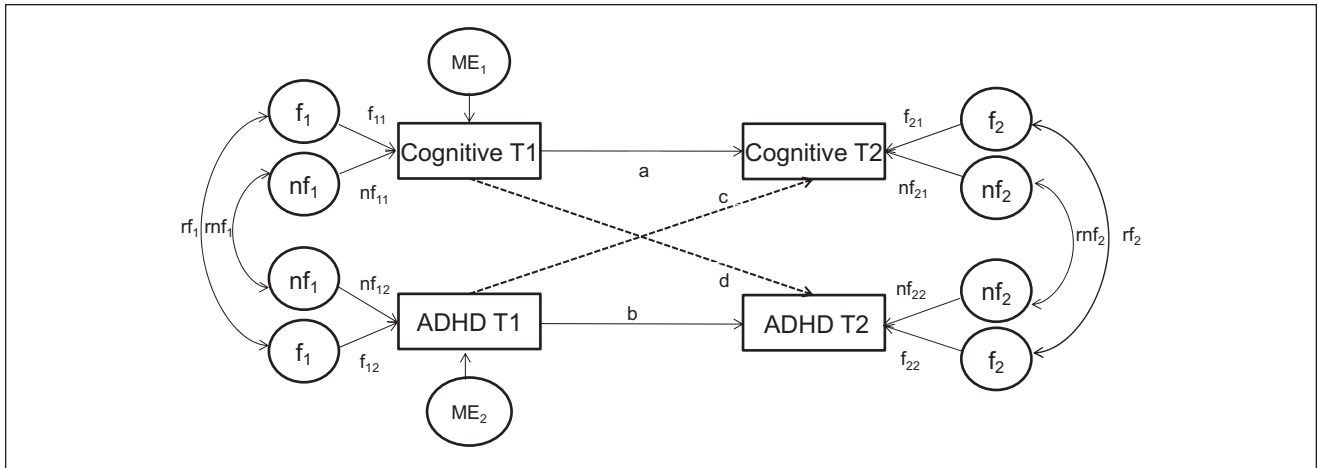 ME₁
f₁
f₁₁
f₂₁
f₂
Cognitive T1
Cognitive T2
a
nf₁
nf₁₁
nf₂₁
nf₂
c
rf₁
rnf₁
rnf₂
rf₂
nf₁
nf₁₂
d
nf₂₂
nf₂
ADHD T1
b
ADHD T2
f₁
f₁₂
f₂₂
f₂
ME₂